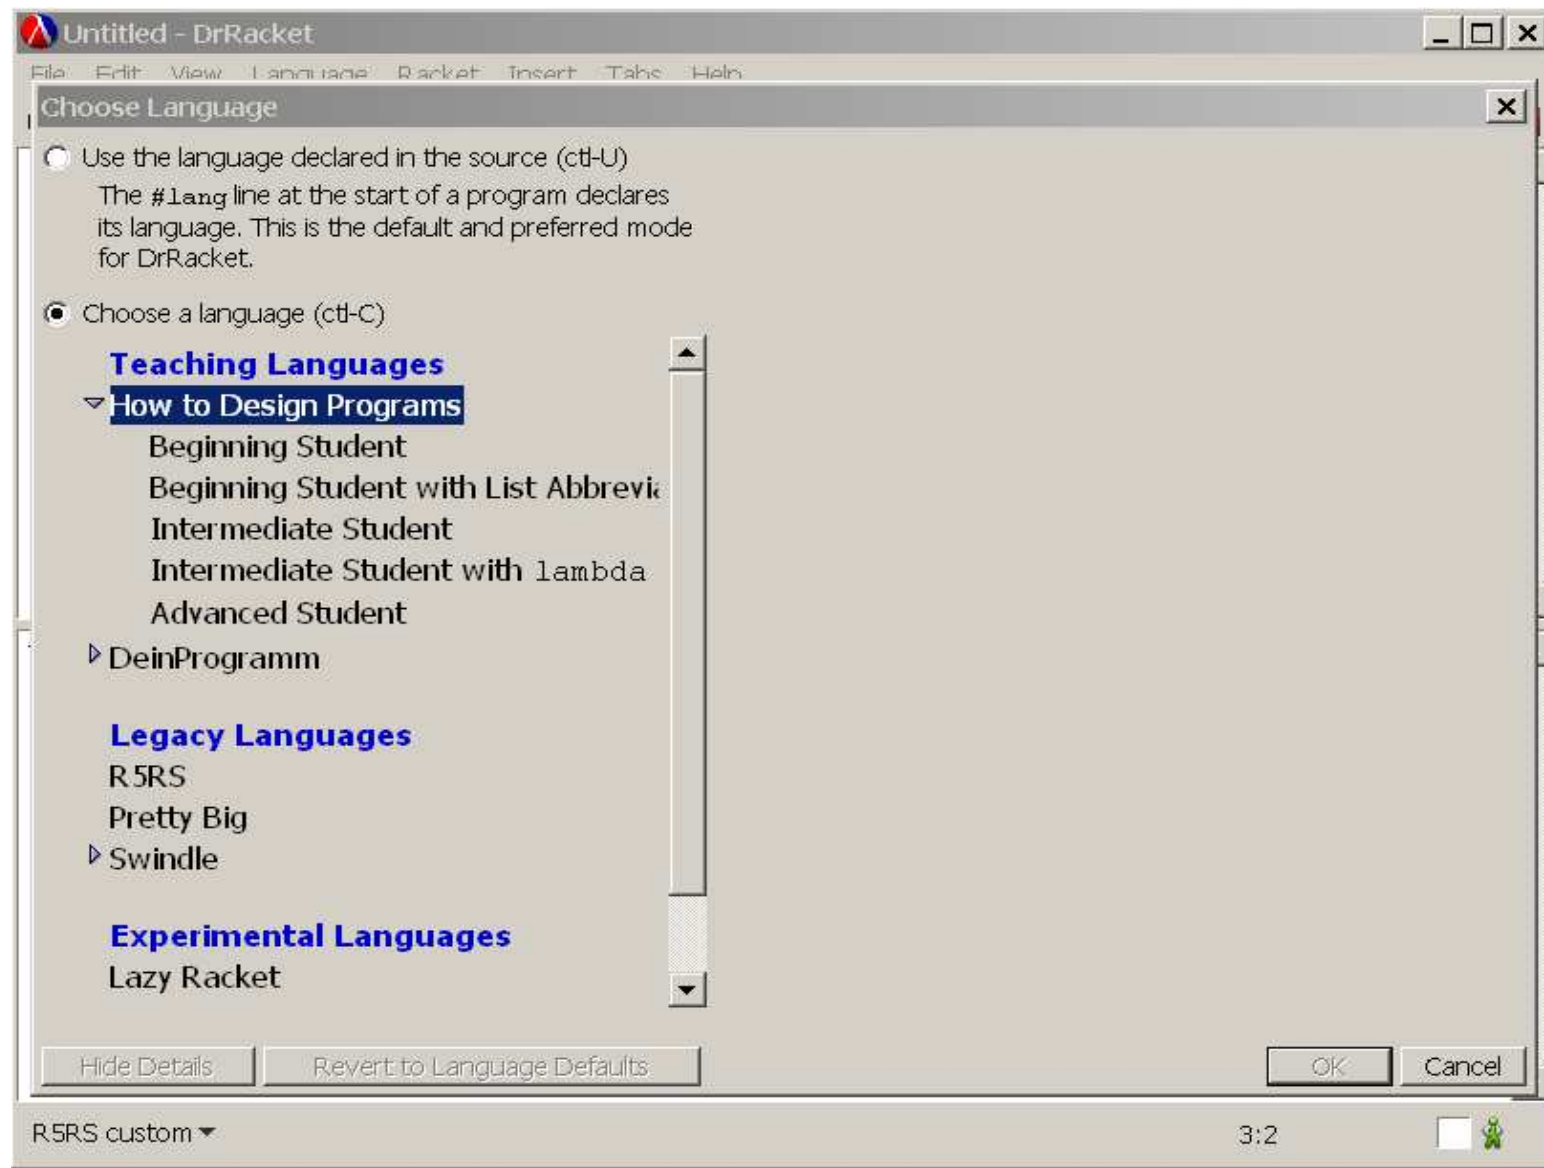 Untitled - DrRacket
File Edit View Language Racket Insert Tabs Help
Choose Language
Use the language declared in the source (ctl-U)
The #lang line at the start of a program declares
its language. This is the default and preferred mode
for DrRacket.
Choose a language (ctl-C)
Teaching Languages
How to Design Programs
Beginning Student
Beginning Student with List Abbrevi
Intermediate Student
Intermediate Student with lambda
Advanced Student
DeinProgramm
Legacy Languages
R5RS
Pretty Big
Swindle
Experimental Languages
Lazy Racket
Hide Details Revert to Language Defaults OK Cancel
R5RS custom 3:2